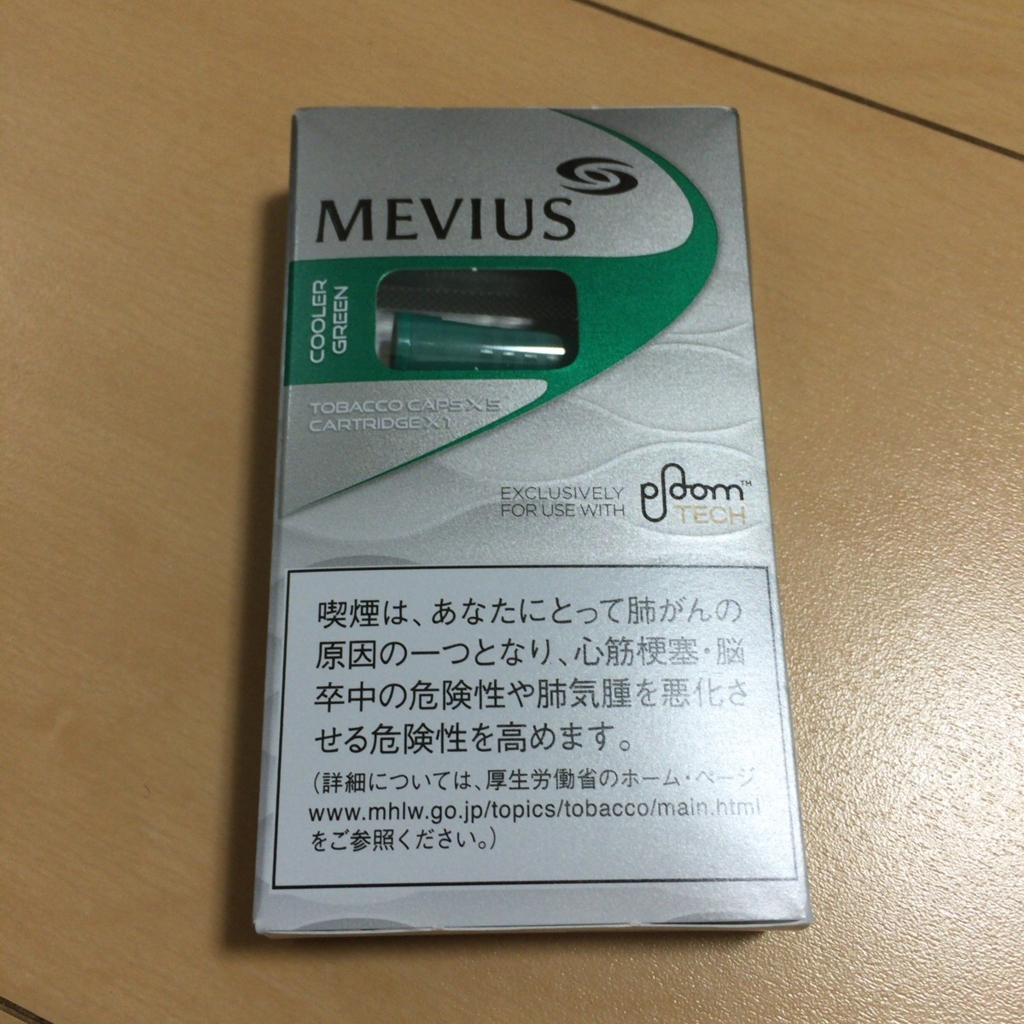 MEVIUS
COOLER
GREEN
TOBACCO CAPS X 5
CARTRIDGE X 1
EXCLUSIVELY
FOR USE WITH
ploom™
TECH
喫煙は、あなたにとって肺がんの
原因の一つとなり、心筋梗塞・脳
卒中の危険性や肺気腫を悪化さ
せる危険性を高めます。
（詳細については、厚生労働省のホーム・ページ
www.mhlw.go.jp/topics/tobacco/main.html
をご参照ください。）